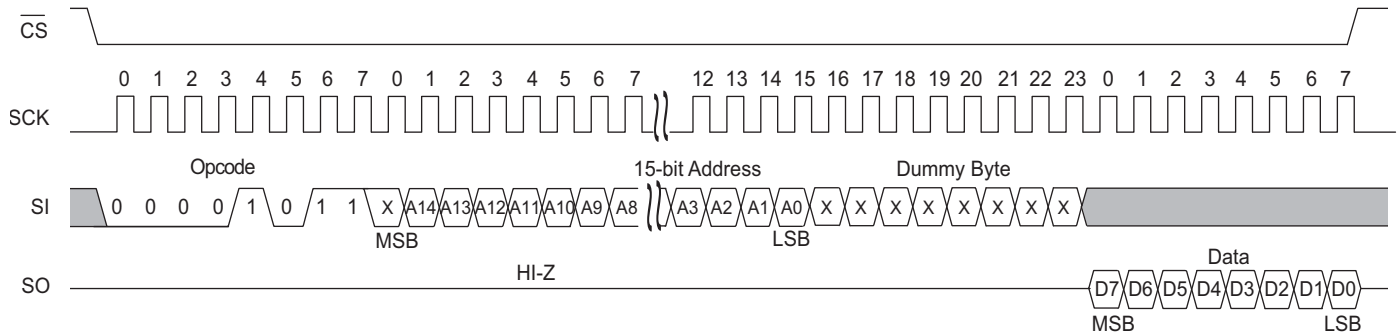 CS
0 1 2 3 4 5 6 7 0 1 2 3 4 5 6 7 12 13 14 15 16 17 18 19 20 21 22 23 0 1 2 3 4 5 6 7
SCK
Opcode 15-bit Address Dummy Byte
SI 0 0 0 0 1 0 1 1 X A14 A13 A12 A11 A10 A9 A8 A3 A2 A1 A0 X X X X X X X X
MSB LSB
HI-Z Data
SO D7 D6 D5 D4 D3 D2 D1 D0
MSB LSB